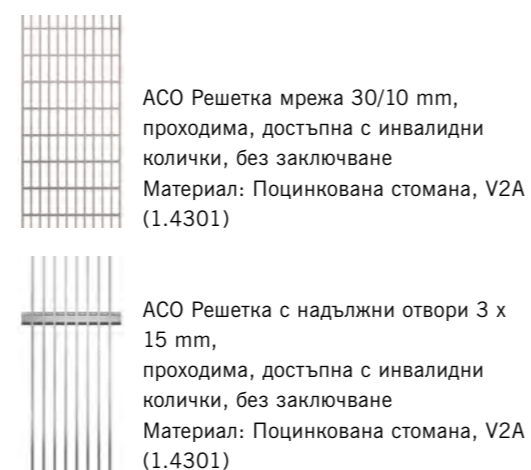 ACO Решетка мрежа 30/10 mm,
проходима, достъпна с инвалидни
колички, без заключване
Материал: Поцинкована стомана, V2A
(1.4301)
ACO Решетка с надължни отвори 3 x
15 mm,
проходима, достъпна с инвалидни
колички, без заключване
Материал: Поцинкована стомана, V2A
(1.4301)